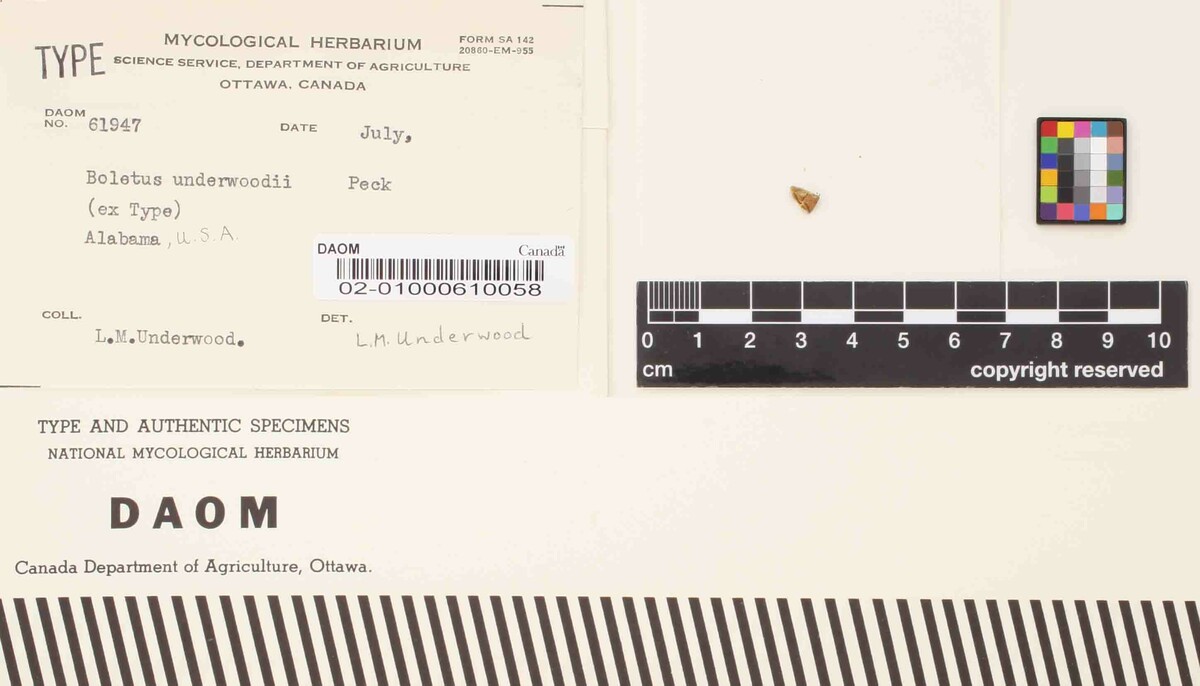 TYPE
MYCOLOGICAL HERBARIUM
FORM SA 142
20860-EM-955
SCIENCE SERVICE, DEPARTMENT OF AGRICULTURE
OTTAWA, CANADA
DAOM
NO. 61947
DATE July,
Boletus underwoodii Peck
(ex Type)
Alabama, U.S.A.
DAOM Canada
02-01000610058
COLL. L.M.Underwood.
DET. L.M. Underwood
0 1 2 3 4 5 6 7 8 9 10
cm copyright reserved
TYPE AND AUTHENTIC SPECIMENS
NATIONAL MYCOLOGICAL HERBARIUM
DAOM
Canada Department of Agriculture, Ottawa.